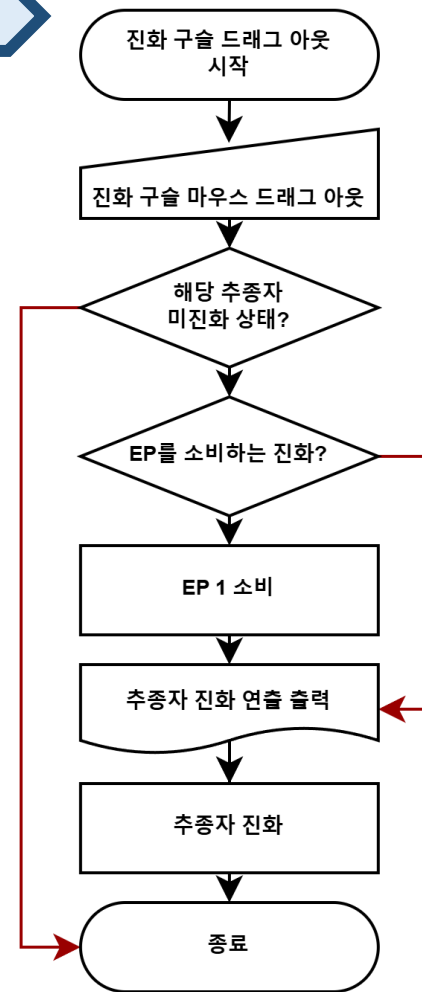 진화 구슬 드래그 아웃
시작
진화 구슬 마우스 드래그 아웃
해당 추종자
미진화 상태?
EP를 소비하는 진화?
EP 1 소비
추종자 진화 연출 출력
추종자 진화
종료